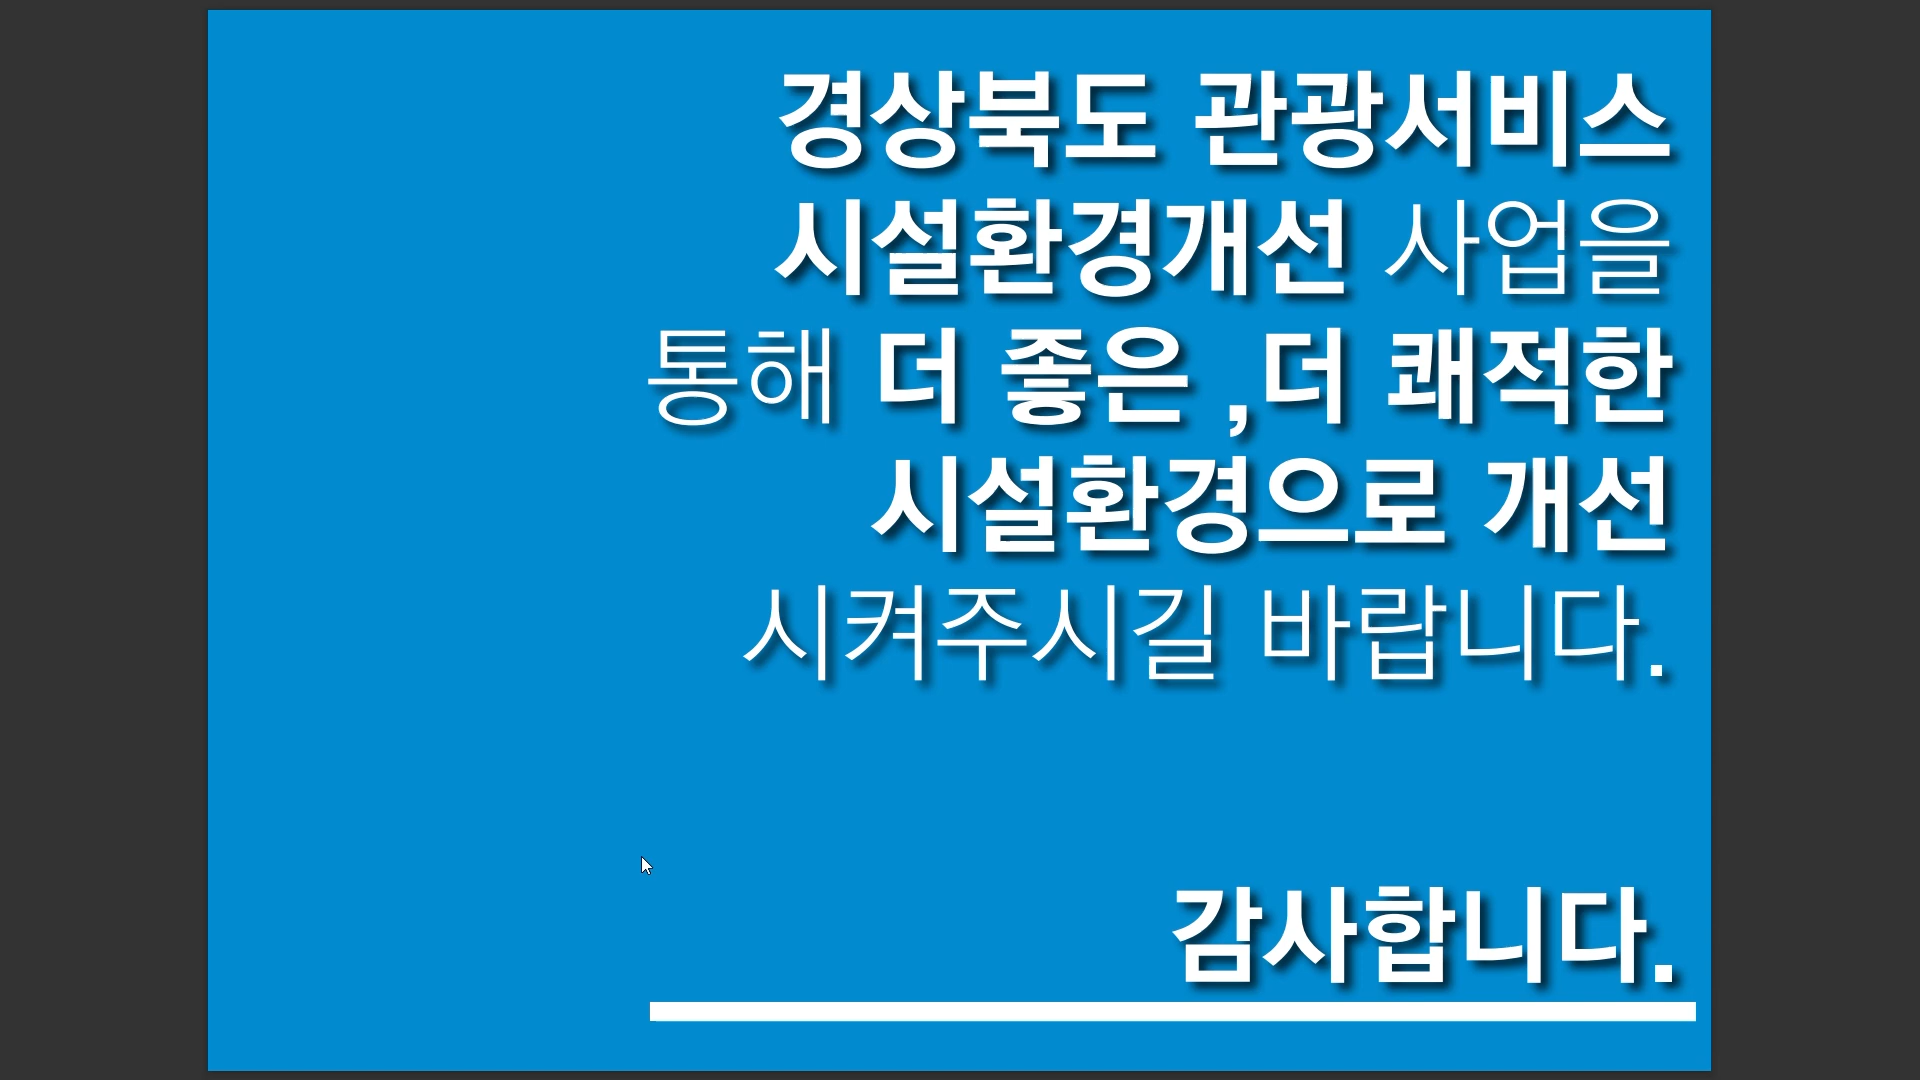 경상북도 관광서비스
시설환경개선 사업을
통해 더 좋은 ,더 쾌적한
시설환경으로 개선
시켜주시길 바랍니다.
감사합니다.